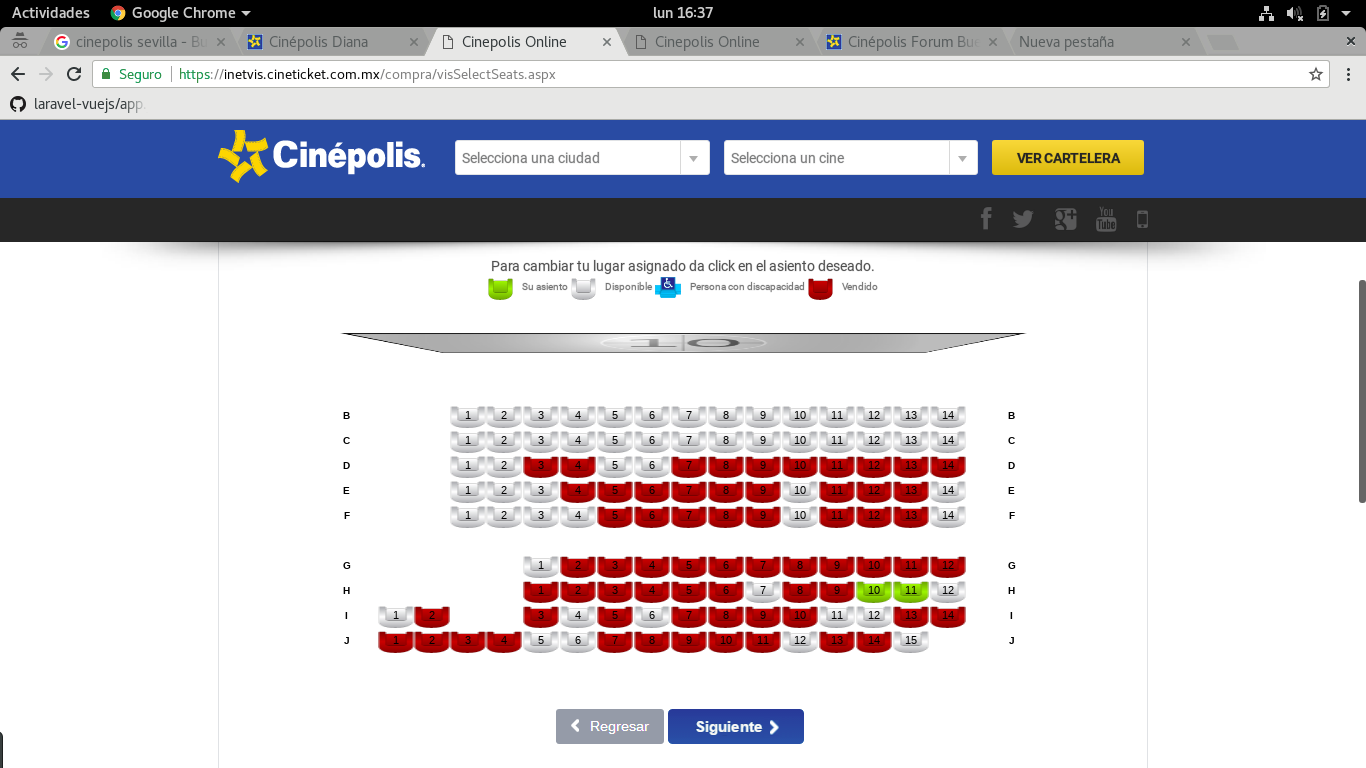 Actividades Google Chrome lun 16:37
cinepolis sevilla - Bu Cinépolis Diana Cinepolis Online Cinepolis Online Cinépolis Forum Bue Nueva pestaña
Seguro https://inetvis.cineticket.com.mx/compra/visSelectSeats.aspx
laravel-vuejs/app.
Cinépolis. Selecciona una ciudad Selecciona un cine VER CARTELERA
f g+ You Tube
Para cambiar tu lugar asignado da click en el asiento deseado.
Su asiento Disponible Persona con discapacidad Vendido
10
B 1 2 3 4 5 6 7 8 9 10 11 12 13 14 B
C 1 2 3 4 5 6 7 8 9 10 11 12 13 14 C
D 1 2 3 4 5 6 7 8 9 10 11 12 13 14 D
E 1 2 3 4 5 6 7 8 9 10 11 12 13 14 E
F 1 2 3 4 5 6 7 8 9 10 11 12 13 14 F
G 1 2 3 4 5 6 7 8 9 10 11 12 G
H 1 2 3 4 5 6 7 8 9 10 11 12 H
I 1 2 3 4 5 6 7 8 9 10 11 12 13 14 I
J 1 2 3 4 5 6 7 8 9 10 11 12 13 14 15 J
Regresar Siguiente